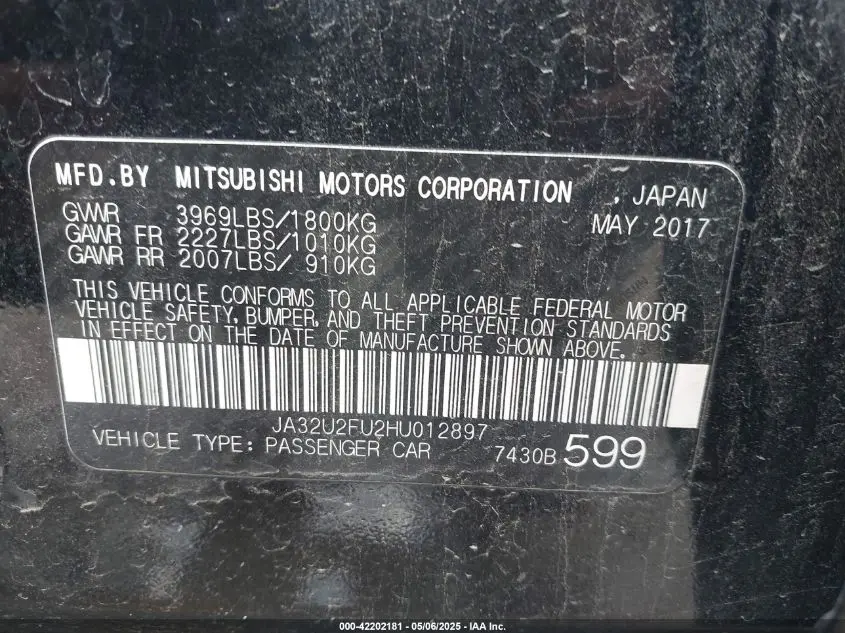 MFD.BY MITSUBISHI MOTORS CORPORATION , JAPAN
GVWR 3969LBS/1800KG MAY 2017
GAWR FR 2227LBS/1010KG
GAWR RR 2007LBS/ 910KG
THIS VEHICLE CONFORMS TO ALL APPLICABLE FEDERAL MOTOR
VEHICLE SAFETY, BUMPER, AND THEFT PREVENTION STANDARDS
IN EFFECT ON THE DATE OF MANUFACTURE SHOWN ABOVE.
JA32U2FU2HU012897
VEHICLE TYPE: PASSENGER CAR 7430B 599
000-42202181 - 05/06/2025 - IAA Inc.